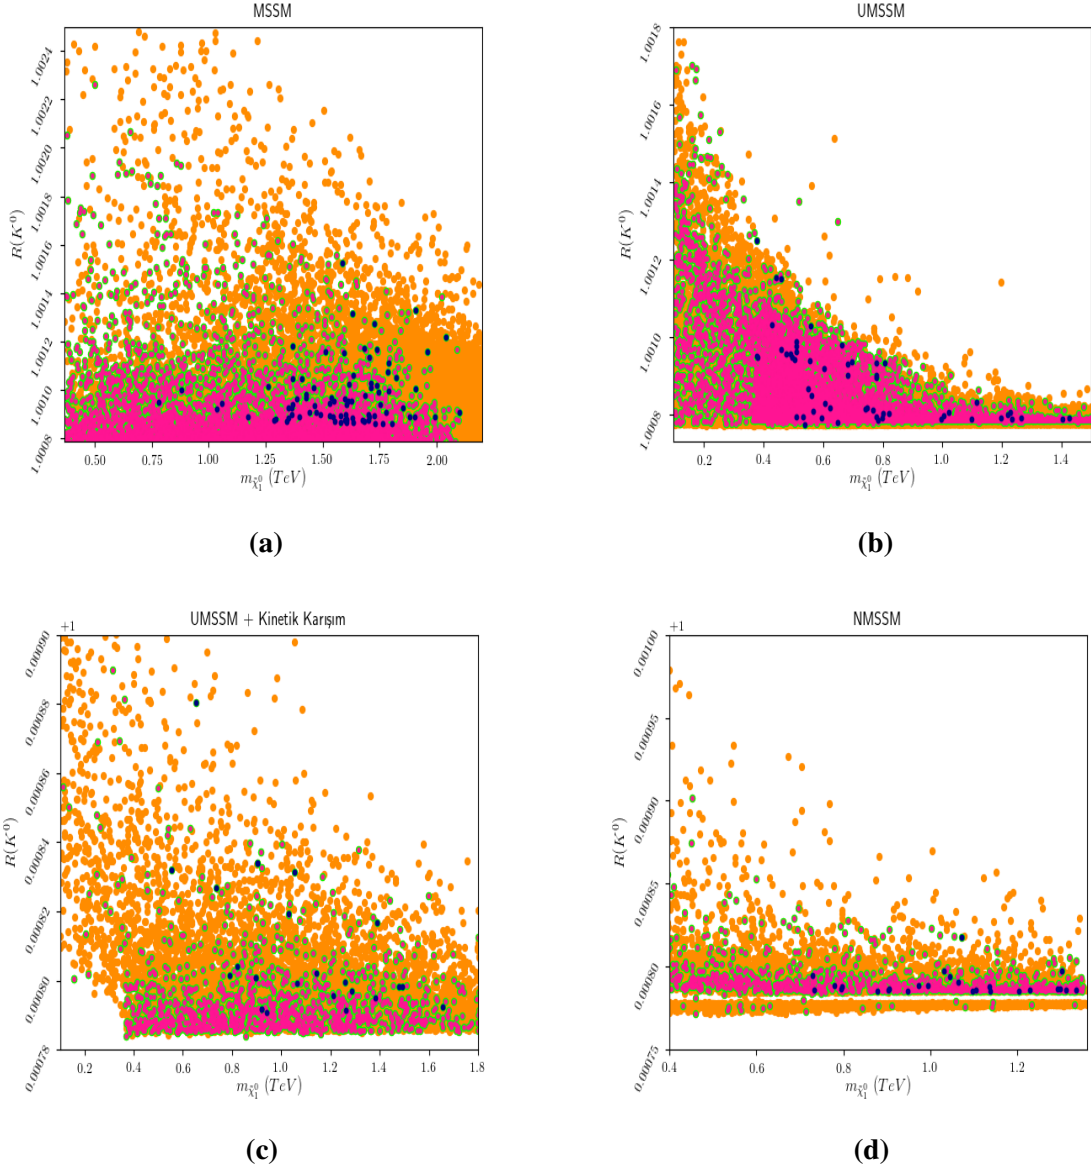 MSSM
1.0024
1.0022
1.0020
1.0018
1.0016
1.0014
1.0012
1.0010
1.0008
R(K⁰)
0.50 0.75 1.00 1.25 1.50 1.75 2.00
m_{χ̃₁⁰} (TeV)
(a)
UMSSM
1.0018
1.0016
1.0014
1.0012
1.0010
1.0008
R(K⁰)
0.2 0.4 0.6 0.8 1.0 1.2 1.4
m_{χ̃₁⁰} (TeV)
(b)
UMSSM + Kinetik Karışım
+1
0.00090
0.00088
0.00086
0.00084
0.00082
0.00080
0.00078
R(K⁰)
0.2 0.4 0.6 0.8 1.0 1.2 1.4 1.6 1.8
m_{χ̃₁⁰} (TeV)
(c)
NMSSM
+1
0.00100
0.00095
0.00090
0.00085
0.00080
0.00075
R(K⁰)
0.4 0.6 0.8 1.0 1.2
m_{χ̃₁⁰} (TeV)
(d)